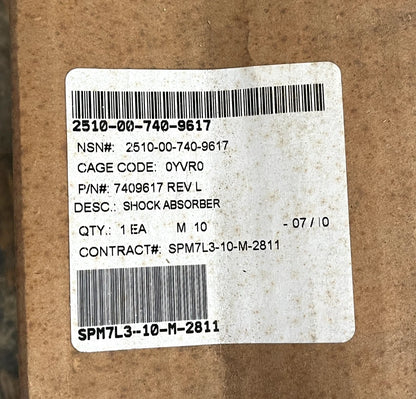 2510-00-740-9617
NSN#: 2510-00-740-9617
CAGE CODE: 0YVR0
P/N#: 7409617 REV L
DESC.: SHOCK ABSORBER
QTY.: 1 EA M 10 - 07 / 10
CONTRACT#: SPM7L3-10-M-2811
SPM7L3-10-M-2811